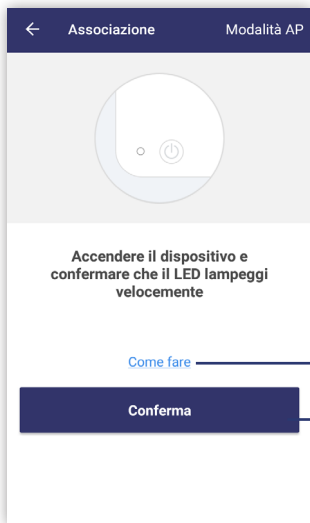 Associazione Modalità AP
Accendere il dispositivo e
confermare che il LED lampeggi
velocemente
Come fare
Conferma